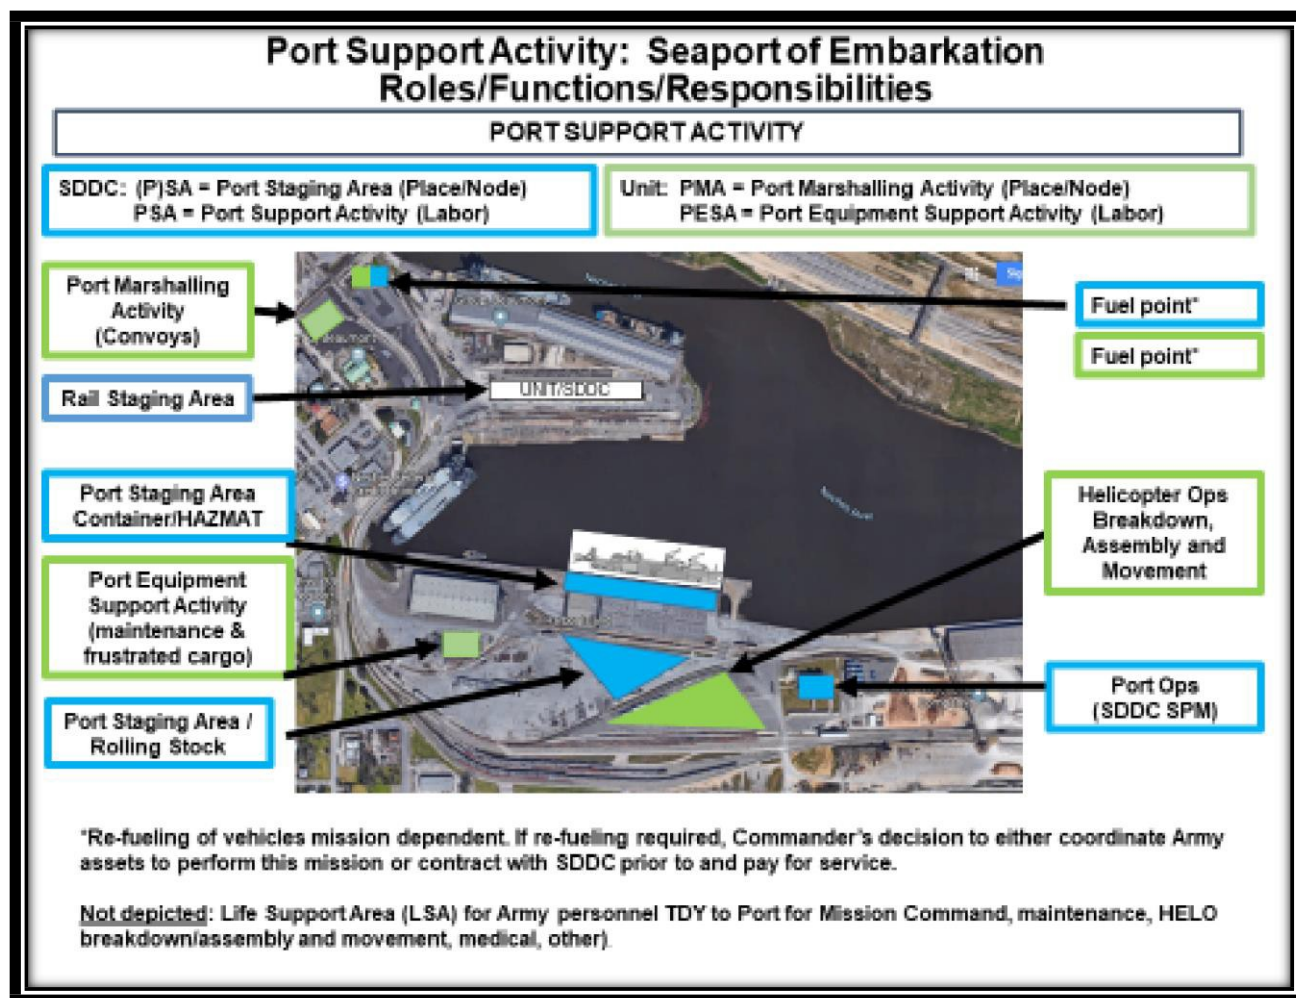 Port Support Activity: Seaport of Embarkation
Roles/Functions/Responsibilities
PORT SUPPORT ACTIVITY
SDDC: (P)SA = Port Staging Area (Place/Node)
PSA = Port Support Activity (Labor)
Unit: PMA = Port Marshalling Activity (Place/Node)
PESA = Port Equipment Support Activity (Labor)
Port Marshalling
Activity
(Convoys)
Rail Staging Area
Port Staging Area
Container/HAZMAT
Port Equipment
Support Activity
(maintenance &
frustrated cargo)
Port Staging Area /
Rolling Stock
UNIT/SDDC
Fuel point*
Fuel point*
Helicopter Ops
Breakdown,
Assembly and
Movement
Port Ops
(SDDC SPM)
*Re-fueling of vehicles mission dependent. If re-fueling required, Commander's decision to either coordinate Army
assets to perform this mission or contract with SDDC prior to and pay for service.
Not depicted: Life Support Area (LSA) for Army personnel TDY to Port for Mission Command, maintenance, HELO
breakdown/assembly and movement, medical, other).